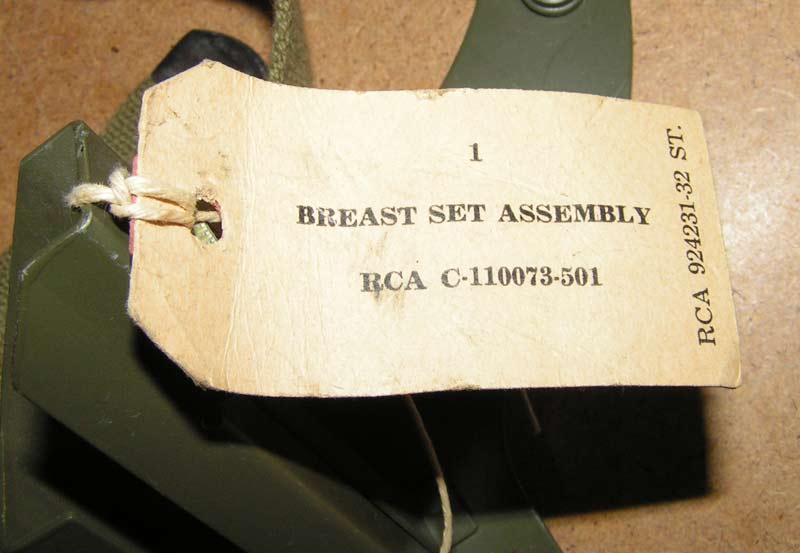 1
BREAST SET ASSEMBLY
RCA C-110073-501
RCA 924231-32 ST.